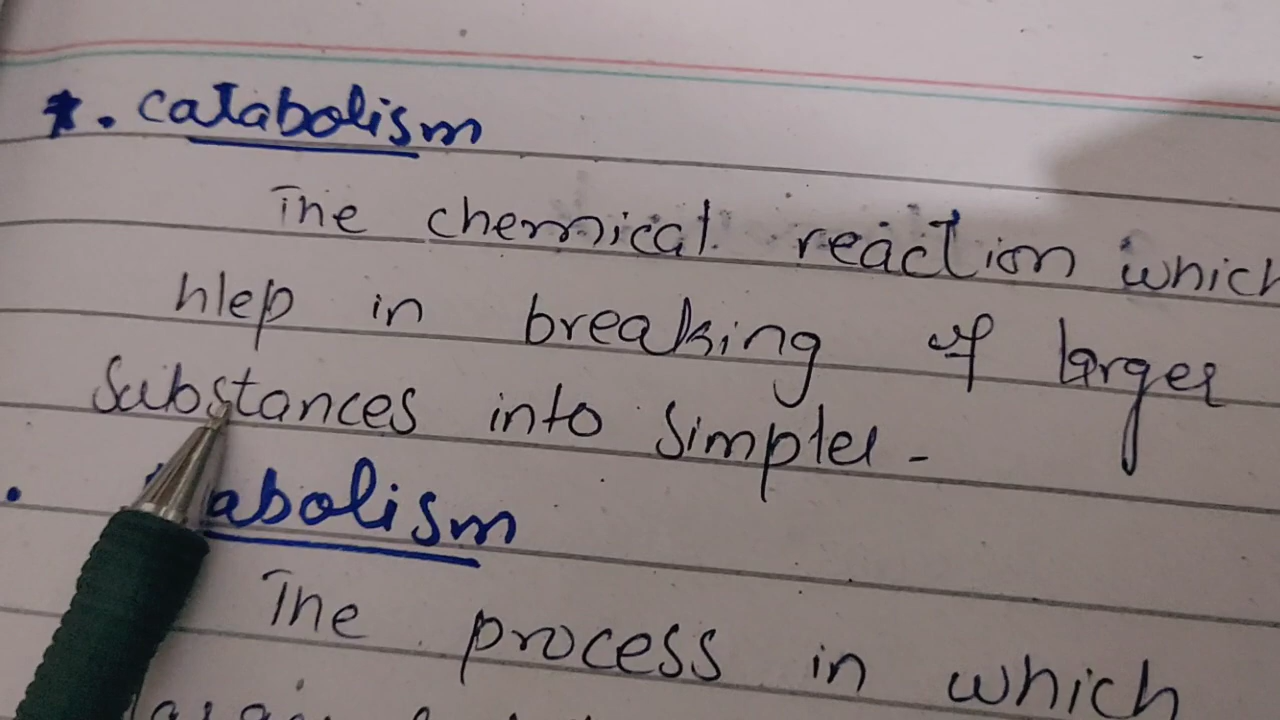 *. catabolism
The chemical reaction which
hlep in breaking of larger
Substances into simpler -
abolism
The process in which